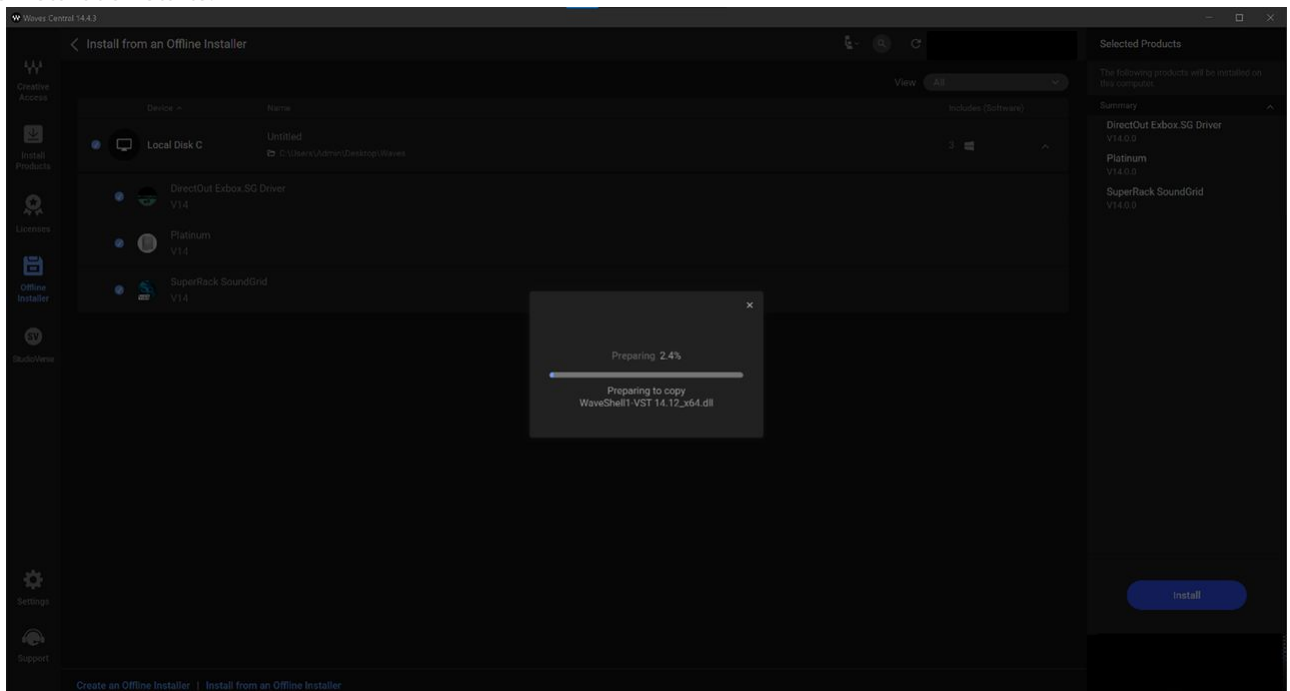 Waves Central 14.4.3
Install from an Offline Installer
Selected Products
The following products will be installed on
this computer.
Creative
Access
View All
Device Name Includes (Software)
Summary
DirectOut Exbox.SG Driver
V14.0.0
Platinum
V14.0.0
SuperRack SoundGrid
V14.0.0
Install
Products
Local Disk C
Untitled
C:\Users\Admin\Desktop\Waves
3
DirectOut Exbox.SG Driver
V14
Licenses
Platinum
V14
Offline
Installer
SuperRack SoundGrid
V14
SV
StudioVerse
Preparing 2.4%
Preparing to copy
WaveShell1-VST 14.12_x64.dll
Settings
Install
Support
Create an Offline Installer | Install from an Offline Installer